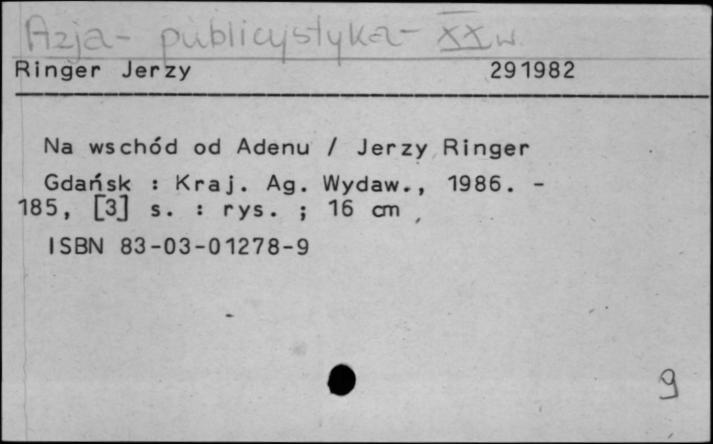 Azja - publicystyka - XX w.
Ringer Jerzy 291982
Na wschód od Adenu / Jerzy Ringer
Gdańsk : Kraj. Ag. Wydaw., 1986. -
185, [3] s. : rys. ; 16 cm
ISBN 83-03-01278-9
9